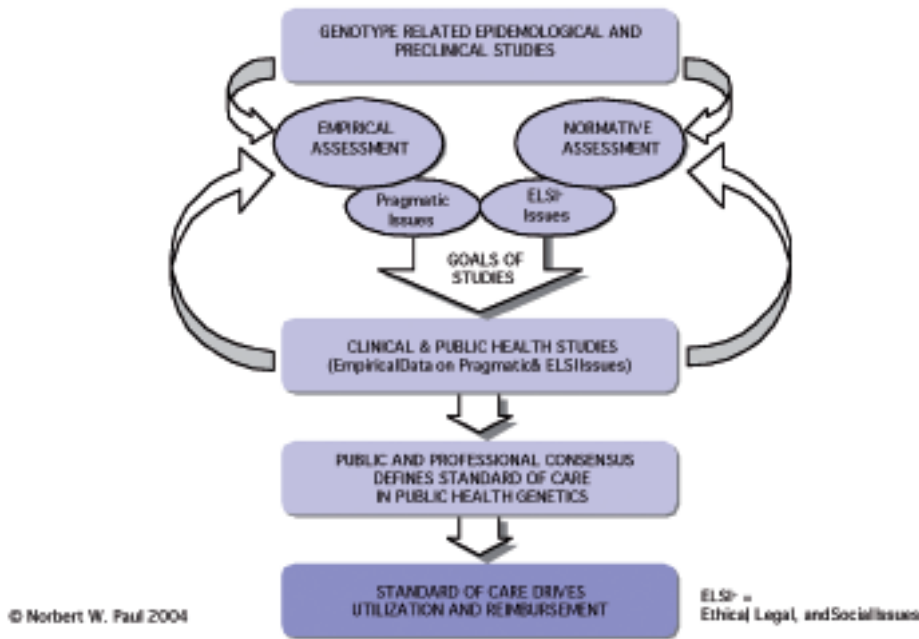 GENOTYPE RELATED EPIDEMOLOGICAL AND
PRECLINICAL STUDIES
EMPIRICAL
ASSESSMENT
NORMATIVE
ASSESSMENT
Pragmatic
Issues
ELSI-
Issues
GOALS OF
STUDIES
CLINICAL & PUBLIC HEALTH STUDIES
(EmpiricalData on Pragmatic& ELSIIssues)
PUBLIC AND PROFESSIONAL CONSENSUS
DEFINES STANDARD OF CARE
IN PUBLIC HEALTH GENETICS
STANDARD OF CARE DRIVES
UTILIZATION AND REIMBURSEMENT
© Norbert W. Paul 2004
ELSI- =
Ethical, Legal, andSocialIssues